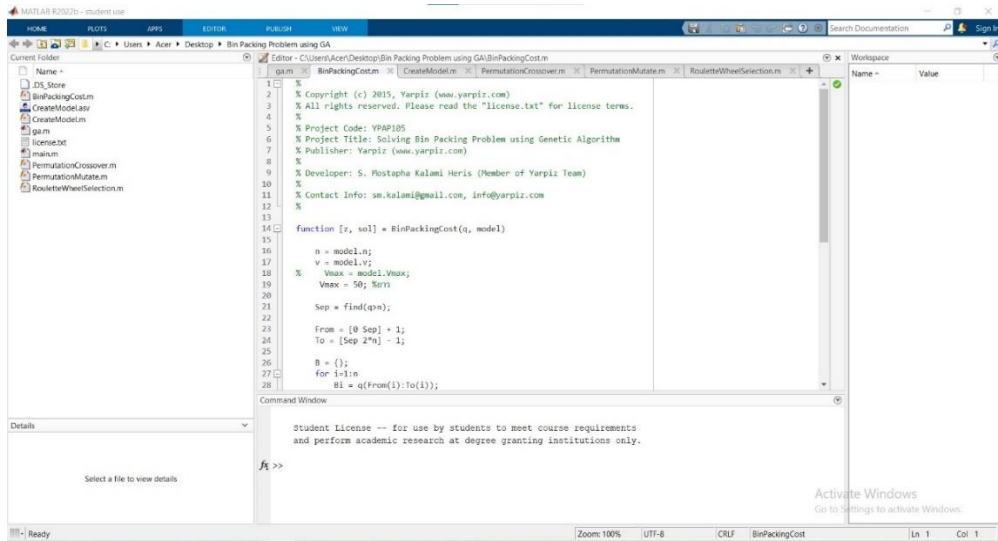 MATLAB R2022b - student use
HOME PLOTS APPS EDITOR PUBLISH VIEW Search Documentation Sign In
C: Users Acer Desktop Bin Packing Problem using GA
Current Folder
Name
.DS_Store
BinPackingCost.m
CreateModel.asv
CreateModel.m
ga.m
license.txt
main.m
PermutationCrossover.m
PermutationMutate.m
RouletteWheelSelection.m
Details
Select a file to view details
Editor - C:\Users\Acer\Desktop\Bin Packing Problem using GA\BinPackingCost.m
ga.m BinPackingCost.m CreateModel.m PermutationCrossover.m PermutationMutate.m RouletteWheelSelection.m +
1 %
2 % Copyright (c) 2015, Yarpiz (www.yarpiz.com)
3 % All rights reserved. Please read the "license.txt" for license terms.
4 %
5 % Project Code: YPAP105
6 % Project Title: Solving Bin Packing Problem using Genetic Algorithm
7 % Publisher: Yarpiz (www.yarpiz.com)
8 %
9 % Developer: S. Mostapha Kalami Heris (Member of Yarpiz Team)
10 %
11 % Contact Info: sm.kalami@gmail.com, info@yarpiz.com
12 %
13
14 function [z, sol] = BinPackingCost(q, model)
15
16 n = model.n;
17 v = model.v;
18 % Vmax = model.Vmax;
19 Vmax = 50; %ยาว
20
21 Sep = find(q>n);
22
23 From = [0 Sep] + 1;
24 To = [Sep 2*n] - 1;
25
26 B = {};
27 for i=1:n
28 Bi = q(From(i):To(i));
Command Window
Student License -- for use by students to meet course requirements
and perform academic research at degree granting institutions only.
fx >>
Workspace
Name Value
Activate Windows
Go to Settings to activate Windows.
Ready Zoom: 100% UTF-8 CRLF BinPackingCost Ln 1 Col 1